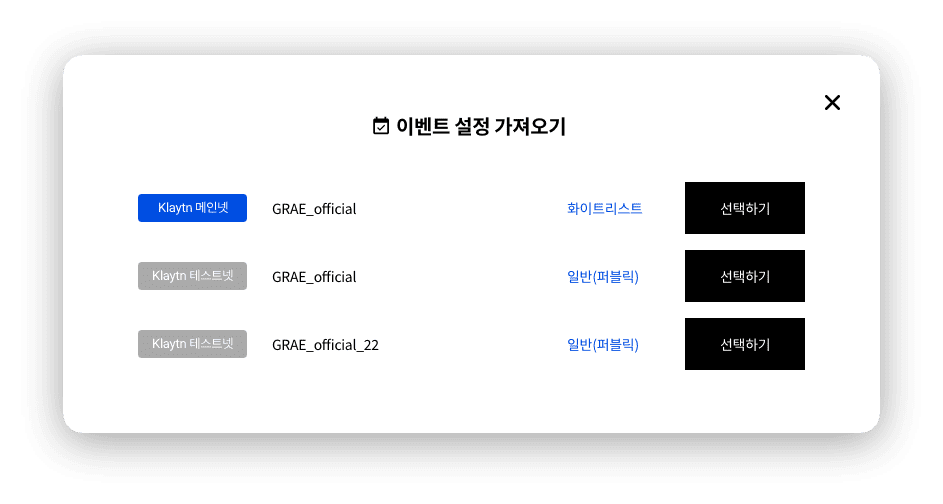 이벤트 설정 가져오기
Klaytn 메인넷 GRAE_official 화이트리스트 선택하기
Klaytn 테스트넷 GRAE_official 일반(퍼블릭) 선택하기
Klaytn 테스트넷 GRAE_official_22 일반(퍼블릭) 선택하기